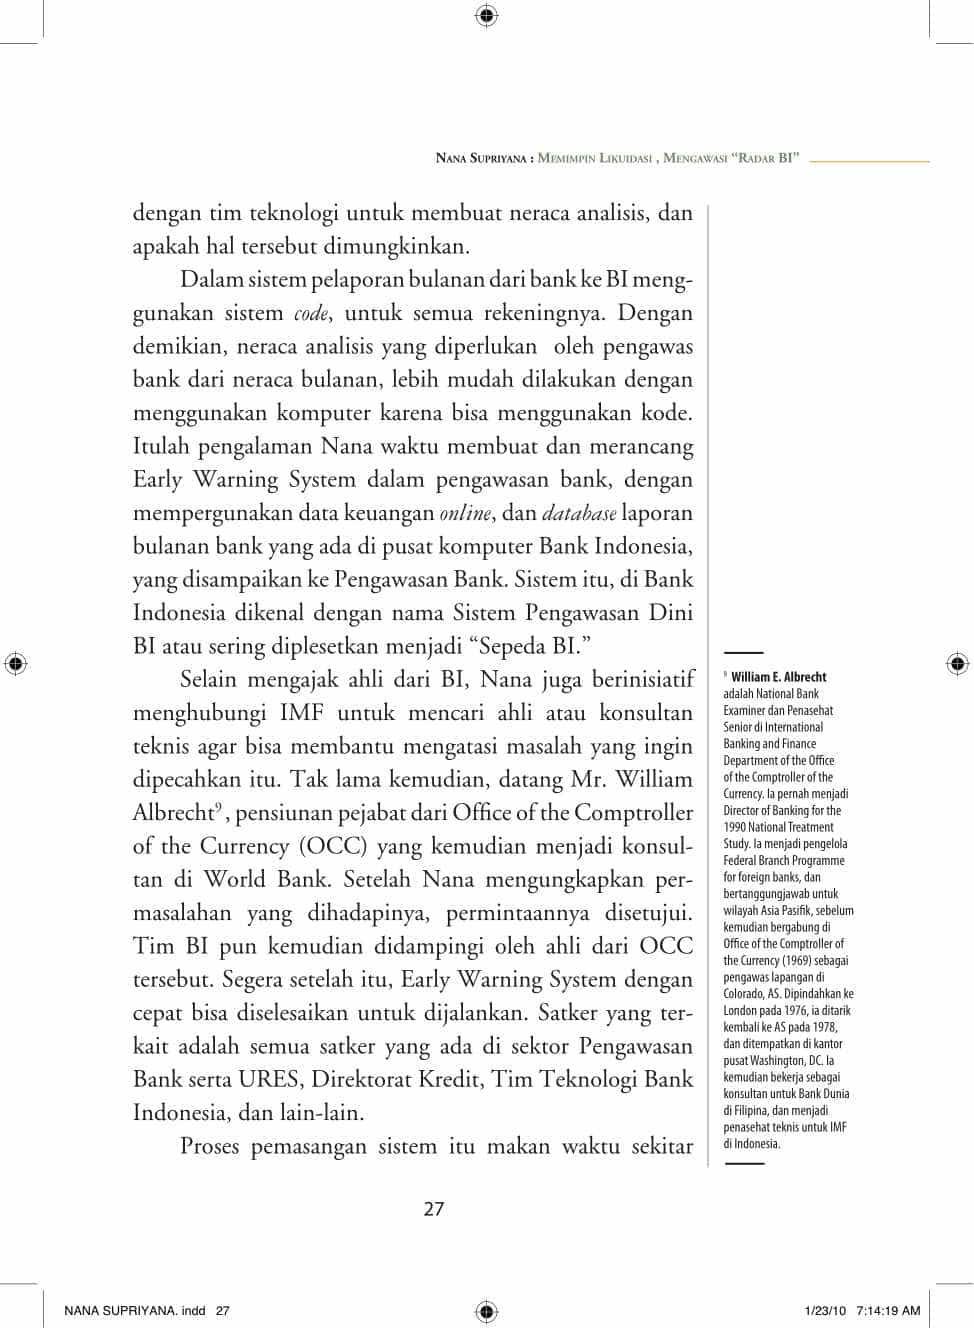 Nana Supriyana : Memimpin Likuidasi , Mengawasi “Radar BI”
dengan tim teknologi untuk membuat neraca analisis, dan
apakah hal tersebut dimungkinkan.
Dalam sistem pelaporan bulanan dari bank ke BI meng-
gunakan sistem code, untuk semua rekeningnya. Dengan
demikian, neraca analisis yang diperlukan oleh pengawas
bank dari neraca bulanan, lebih mudah dilakukan dengan
menggunakan komputer karena bisa menggunakan kode.
Itulah pengalaman Nana waktu membuat dan merancang
Early Warning System dalam pengawasan bank, dengan
mempergunakan data keuangan online, dan database laporan
bulanan bank yang ada di pusat komputer Bank Indonesia,
yang disampaikan ke Pengawasan Bank. Sistem itu, di Bank
Indonesia dikenal dengan nama Sistem Pengawasan Dini
BI atau sering diplesetkan menjadi “Sepeda BI.”
Selain mengajak ahli dari BI, Nana juga berinisiatif
menghubungi IMF untuk mencari ahli atau konsultan
teknis agar bisa membantu mengatasi masalah yang ingin
dipecahkan itu. Tak lama kemudian, datang Mr. William
Albrecht9 , pensiunan pejabat dari Office of the Comptroller
of the Currency (OCC) yang kemudian menjadi konsul-
tan di World Bank. Setelah Nana mengungkapkan per-
masalahan yang dihadapinya, permintaannya disetujui.
Tim BI pun kemudian didampingi oleh ahli dari OCC
tersebut. Segera setelah itu, Early Warning System dengan
cepat bisa diselesaikan untuk dijalankan. Satker yang ter-
kait adalah semua satker yang ada di sektor Pengawasan
Bank serta URES, Direktorat Kredit, Tim Teknologi Bank
Indonesia, dan lain-lain.
Proses pemasangan sistem itu makan waktu sekitar
9 William E. Albrecht
adalah National Bank
Examiner dan Penasehat
Senior di International
Banking and Finance
Department of the Office
of the Comptroller of the
Currency. Ia pernah menjadi
Director of Banking for the
1990 National Treatment
Study. Ia menjadi pengelola
Federal Branch Programme
for foreign banks, dan
bertanggungjawab untuk
wilayah Asia Pasifik, sebelum
kemudian bergabung di
Office of the Comptroller of
the Currency (1969) sebagai
pengawas lapangan di
Colorado, AS. Dipindahkan ke
London pada 1976, ia ditarik
kembali ke AS pada 1978,
dan ditempatkan di kantor
pusat Washington, DC. Ia
kemudian bekerja sebagai
konsultan untuk Bank Dunia
di Filipina, dan menjadi
penasehat teknis untuk IMF
di Indonesia.
27
NANA SUPRIYANA. indd 27
1/23/10 7:14:19 AM